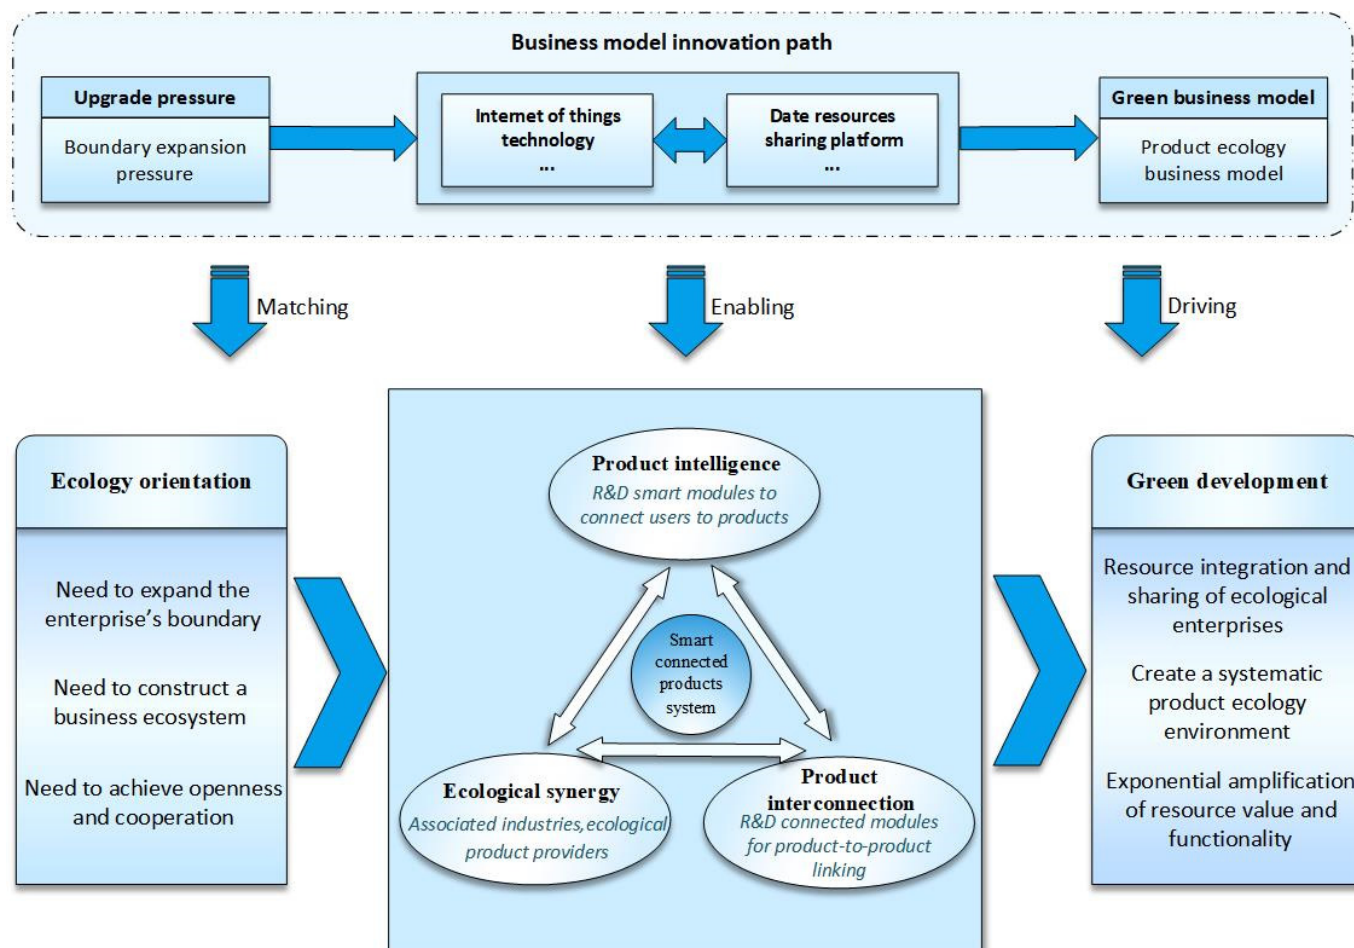 Business model innovation path
Upgrade pressure
Boundary expansion
pressure
Internet of things
technology
...
Date resources
sharing platform
...
Green business model
Product ecology
business model
Matching
Enabling
Driving
Ecology orientation
Need to expand the
enterprise’s boundary
Need to construct a
business ecosystem
Need to achieve openness
and cooperation
Product intelligence
R&D smart modules to
connect users to products
Smart
connected
products
system
Ecological synergy
Associated industries,ecological
product providers
Product
interconnection
R&D connected modules
for product-to-product
linking
Green development
Resource integration and
sharing of ecological
enterprises
Create a systematic
product ecology
environment
Exponential amplification
of resource value and
functionality